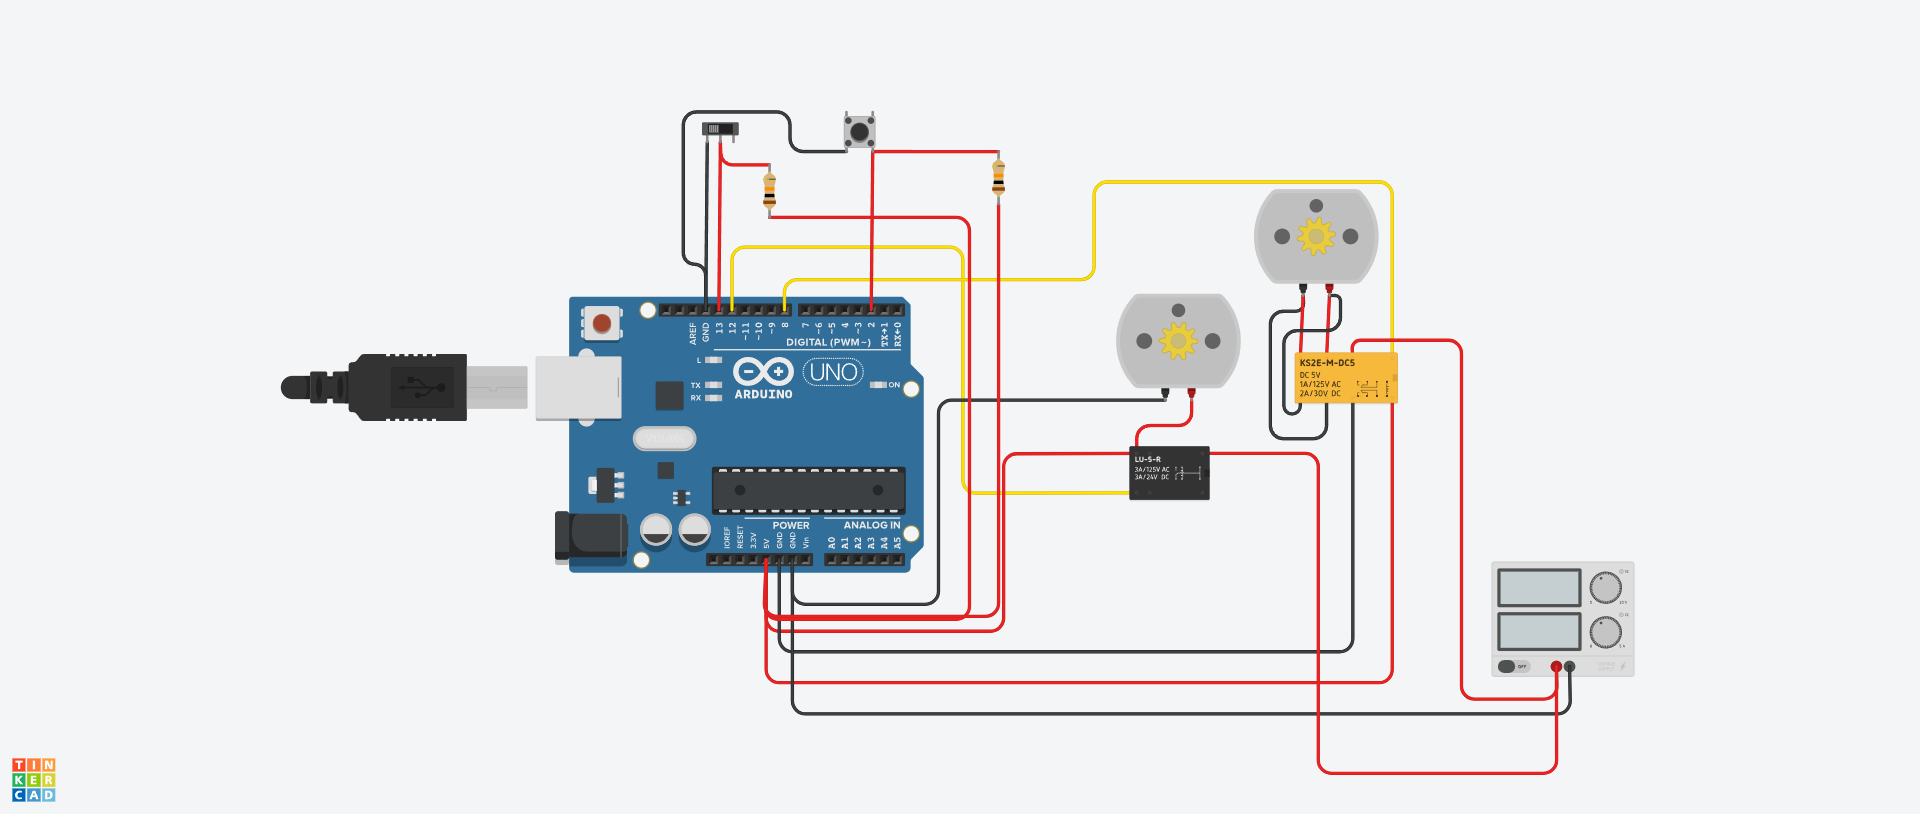 AREF
GND
13
12
~11
~10
~9
8
7
~6
~5
4
~3
2
TX→1
RX←0
DIGITAL (PWM~)
L
TX
RX
UNO
ON
ARDUINO
KS2E-M-DC5
DC 5V
1A/125V AC
2A/30V DC
LU-5-R
3A/125V AC
3A/24V DC
POWER
ANALOG IN
IOREF
RESET
3.3V
5V
GND
GND
Vin
A0
A1
A2
A3
A4
A5
OFF
TIN
KER
CAD